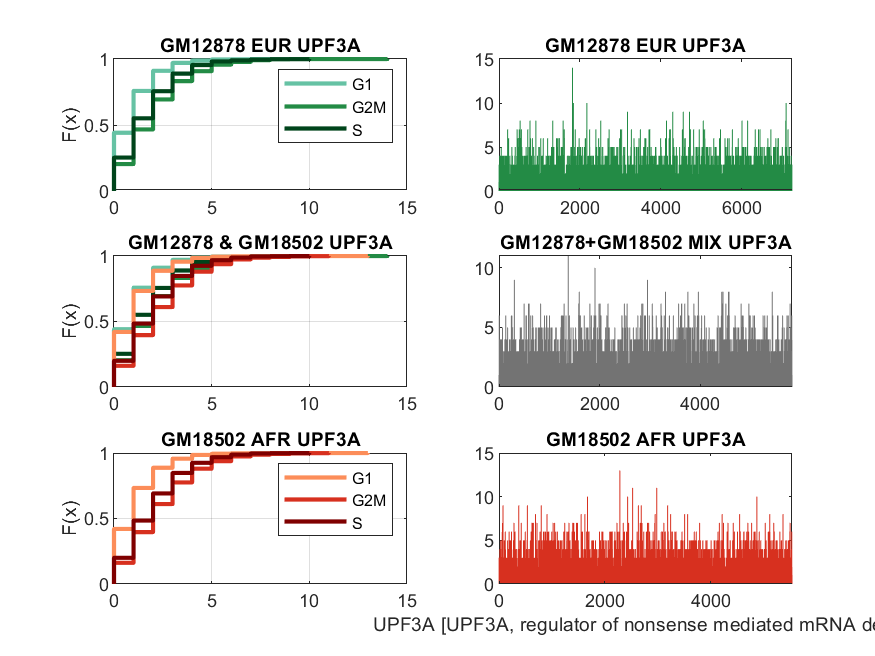 GM12878 EUR UPF3A
1
0.5
0
F(x)
0 5 10 15
G1
G2M
S
GM12878 EUR UPF3A
15
10
5
0
0 2000 4000 6000
GM12878 & GM18502 UPF3A
1
0.5
0
F(x)
0 5 10 15
GM12878+GM18502 MIX UPF3A
10
5
0
0 2000 4000
GM18502 AFR UPF3A
1
0.5
0
F(x)
0 5 10 15
G1
G2M
S
GM18502 AFR UPF3A
15
10
5
0
0 2000 4000
UPF3A [UPF3A, regulator of nonsense mediated mRNA de